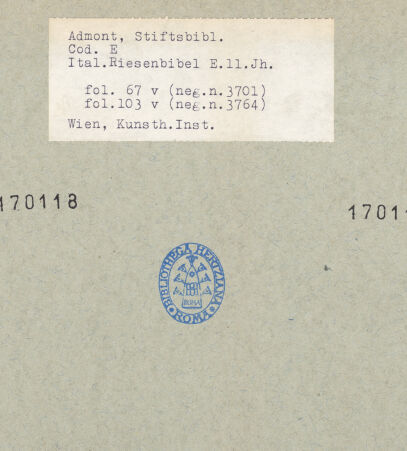 Admont, Stiftsbibl.
Cod. E
Ital.Riesenbibel E.11.Jh.
fol. 67 v (neg.n.3701)
fol.103 v (neg.n.3764)
Wien, Kunsth.Inst.
170118
1701
BIBLIOTHECA HERTZIANA
ROMA